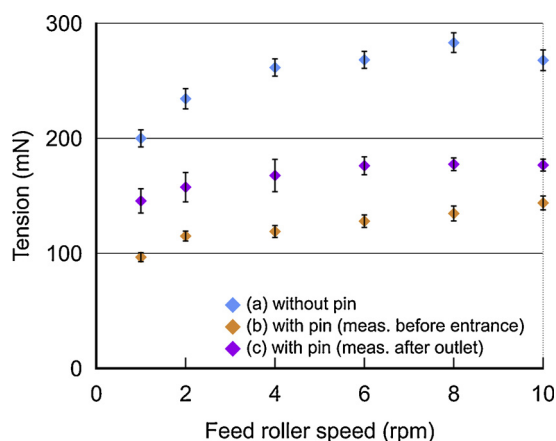 300
200
100
0
Tension (mN)
(a) without pin
(b) with pin (meas. before entrance)
(c) with pin (meas. after outlet)
0 2 4 6 8 10
Feed roller speed (rpm)